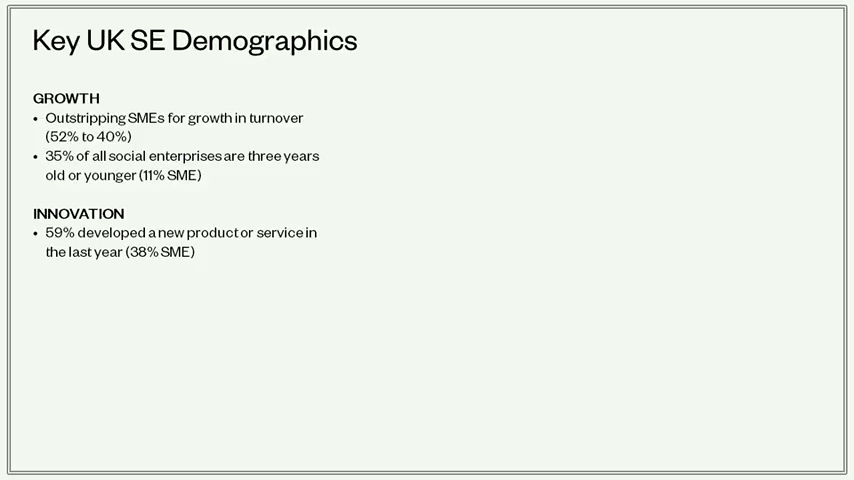 Key UK SE Demographics
GROWTH
• Outstripping SMEs for growth in turnover
(52% to 40%)
• 35% of all social enterprises are three years
old or younger (11% SME)
INNOVATION
• 59% developed a new product or service in
the last year (38% SME)